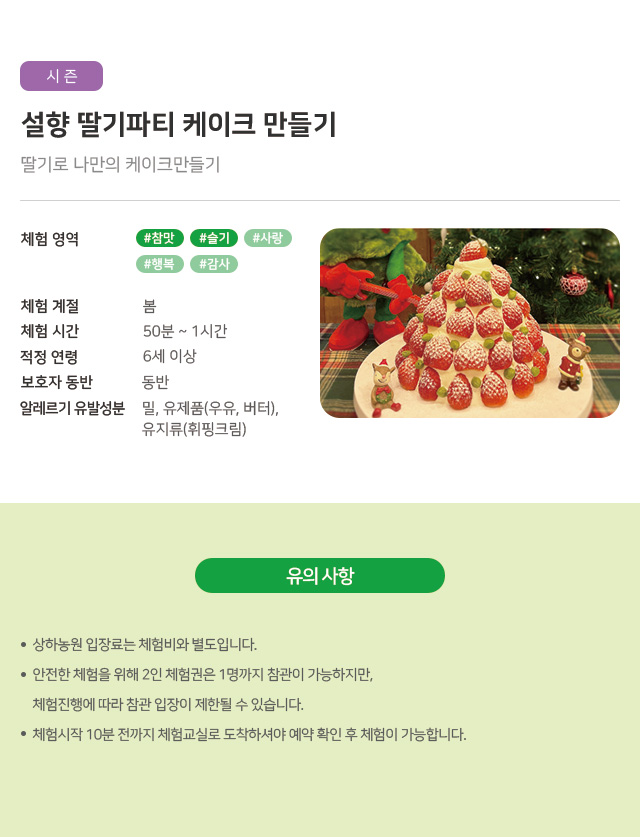 시 즌
설향 딸기파티 케이크 만들기
딸기로 나만의 케이크만들기
체험 영역 #참맛 #슬기 #사랑
#행복 #감사
체험 계절 봄
체험 시간 50분 ~ 1시간
적정 연령 6세 이상
보호자 동반 동반
알레르기 유발성분 밀, 유제품(우유, 버터),
유지류(휘핑크림)
유의 사항
• 상하농원 입장료는 체험비와 별도입니다.
• 안전한 체험을 위해 2인 체험권은 1명까지 참관이 가능하지만,
체험진행에 따라 참관 입장이 제한될 수 있습니다.
• 체험시작 10분 전까지 체험교실로 도착하셔야 예약 확인 후 체험이 가능합니다.